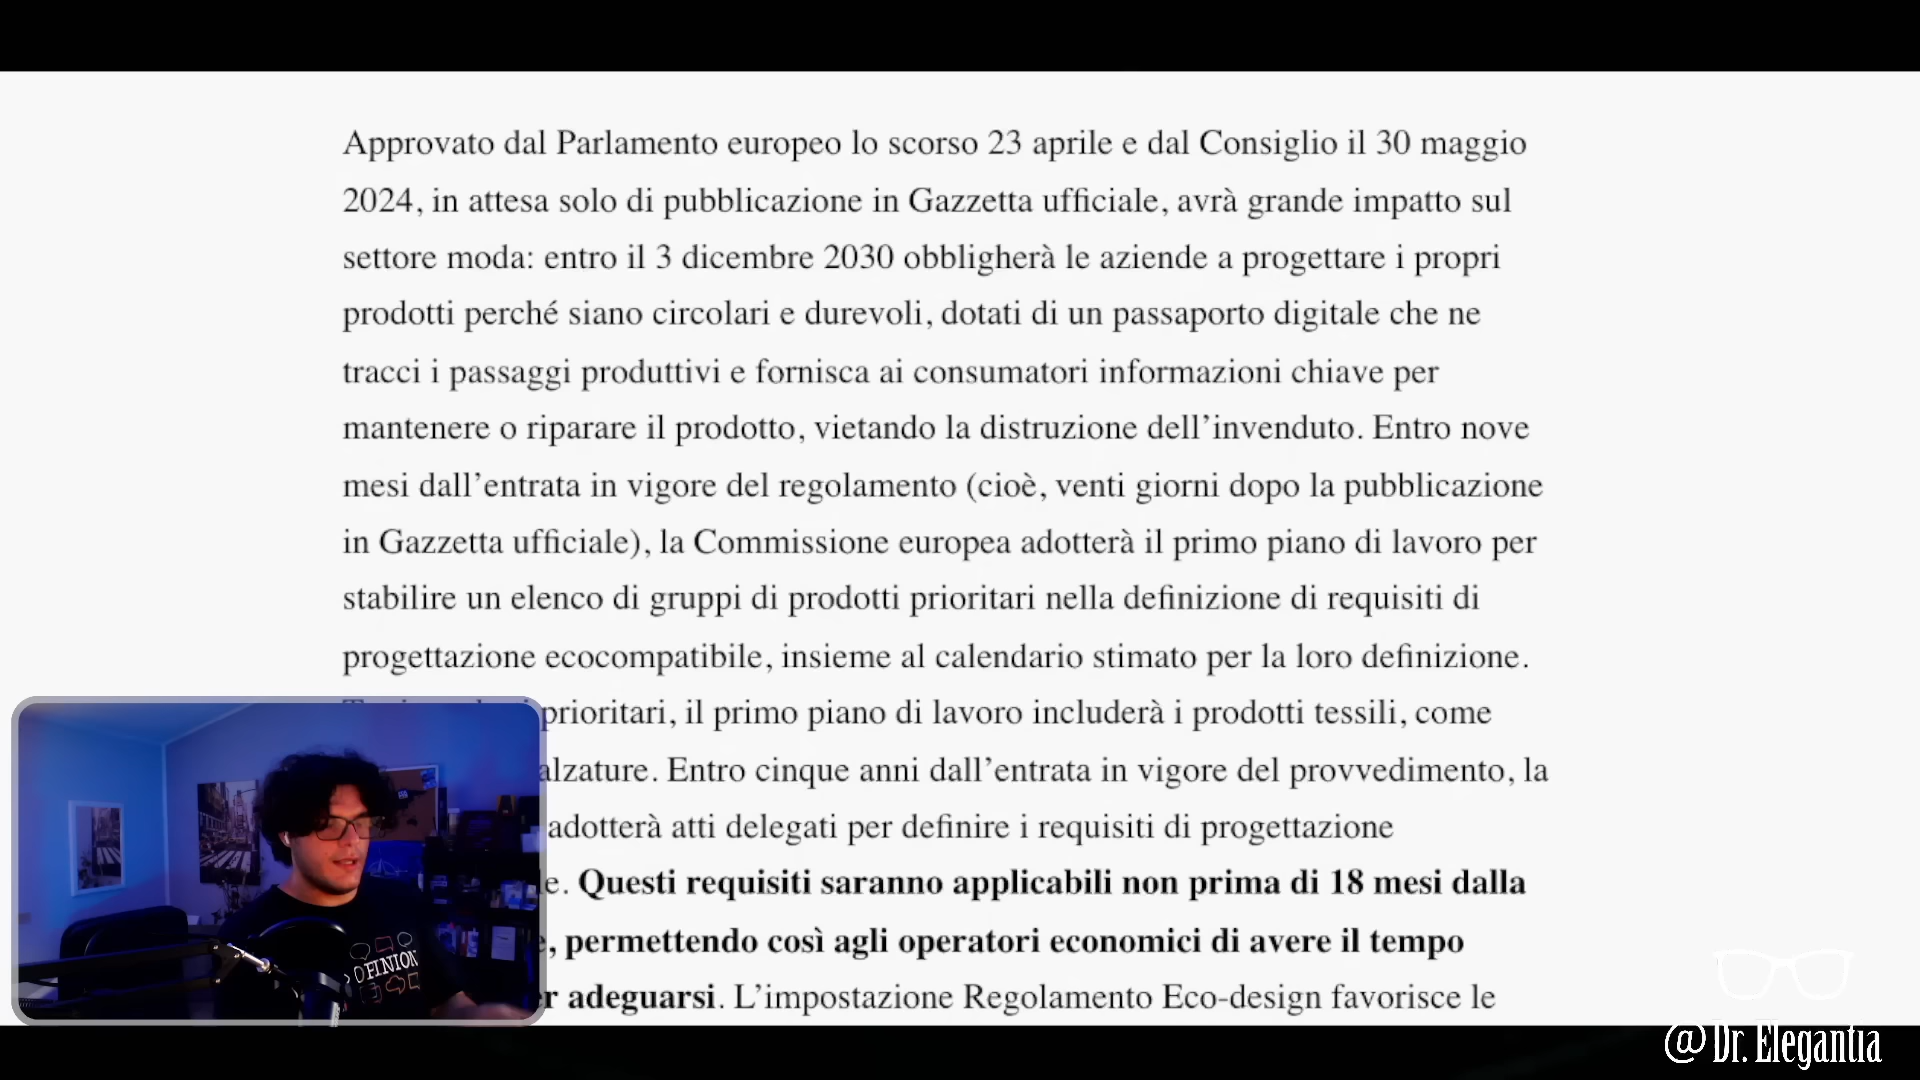 Approvato dal Parlamento europeo lo scorso 23 aprile e dal Consiglio il 30 maggio
2024, in attesa solo di pubblicazione in Gazzetta ufficiale, avrà grande impatto sul
settore moda: entro il 3 dicembre 2030 obbligherà le aziende a progettare i propri
prodotti perché siano circolari e durevoli, dotati di un passaporto digitale che ne
tracci i passaggi produttivi e fornisca ai consumatori informazioni chiave per
mantenere o riparare il prodotto, vietando la distruzione dell’invenduto. Entro nove
mesi dall’entrata in vigore del regolamento (cioè, venti giorni dopo la pubblicazione
in Gazzetta ufficiale), la Commissione europea adotterà il primo piano di lavoro per
stabilire un elenco di gruppi di prodotti prioritari nella definizione di requisiti di
progettazione ecocompatibile, insieme al calendario stimato per la loro definizione.
prioritari, il primo piano di lavoro includerà i prodotti tessili, come
alzature. Entro cinque anni dall’entrata in vigore del provvedimento, la
adotterà atti delegati per definire i requisiti di progettazione
e. Questi requisiti saranno applicabili non prima di 18 mesi dalla
, permettendo così agli operatori economici di avere il tempo
r adeguarsi. L’impostazione Regolamento Eco-design favorisce le
OPINION
@Dr. Elegantia